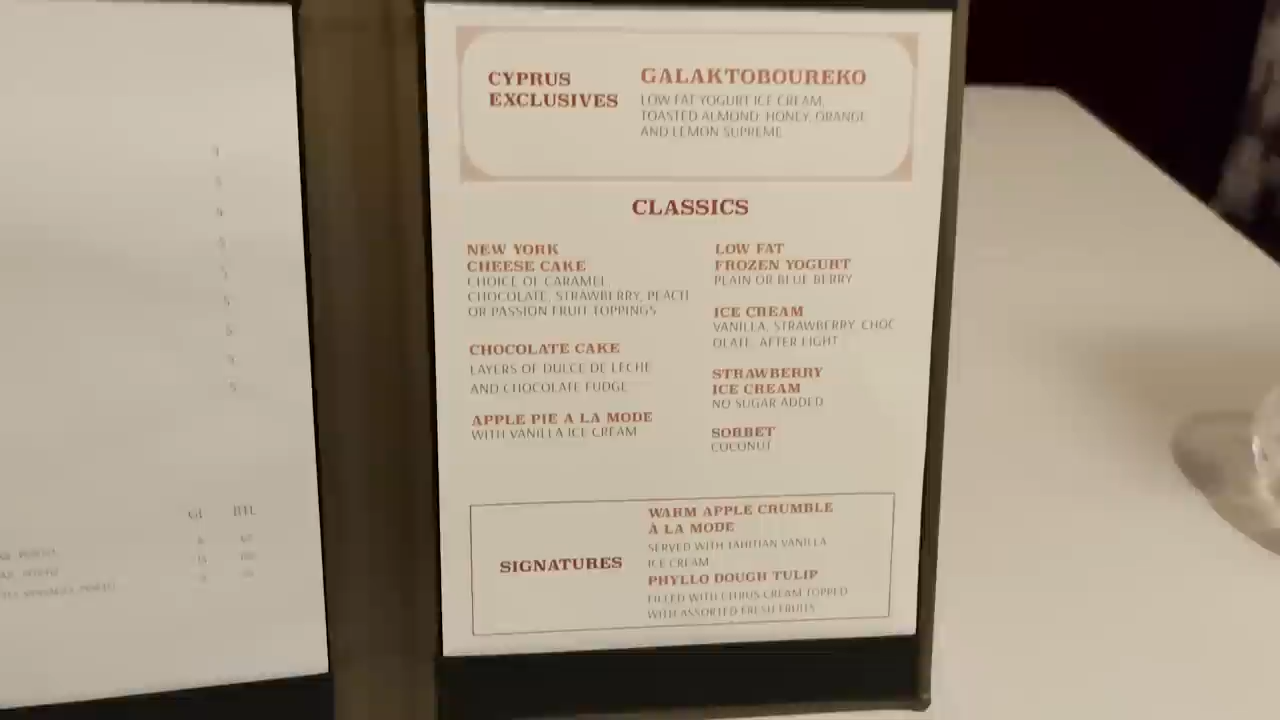 CYPRUS
EXCLUSIVES
GALAKTOBOUREKO
LOW FAT YOGURT ICE CREAM,
TOASTED ALMOND, HONEY, ORANGE
AND LEMON SUPREME
CLASSICS
NEW YORK
CHEESE CAKE
CHOICE OF CARAMEL
CHOCOLATE, STRAWBERRY, PEACH
OR PASSION FRUIT TOPPINGS
CHOCOLATE CAKE
LAYERS OF DULCE DE LECHE
AND CHOCOLATE FUDGE
APPLE PIE A LA MODE
WITH VANILLA ICE CREAM
LOW FAT
FROZEN YOGURT
PLAIN OR BLUE BERRY
ICE CREAM
VANILLA, STRAWBERRY, CHOC
OLATE, AFTER EIGHT
STRAWBERRY
ICE CREAM
NO SUGAR ADDED
SORBET
COCONUT
SIGNATURES
WARM APPLE CRUMBLE
À LA MODE
SERVED WITH TAHITIAN VANILLA
ICE CREAM
PHYLLO DOUGH TULIP
FILLED WITH CITRUS CREAM TOPPED
WITH ASSORTED FRESH FRUITS
GL BTL